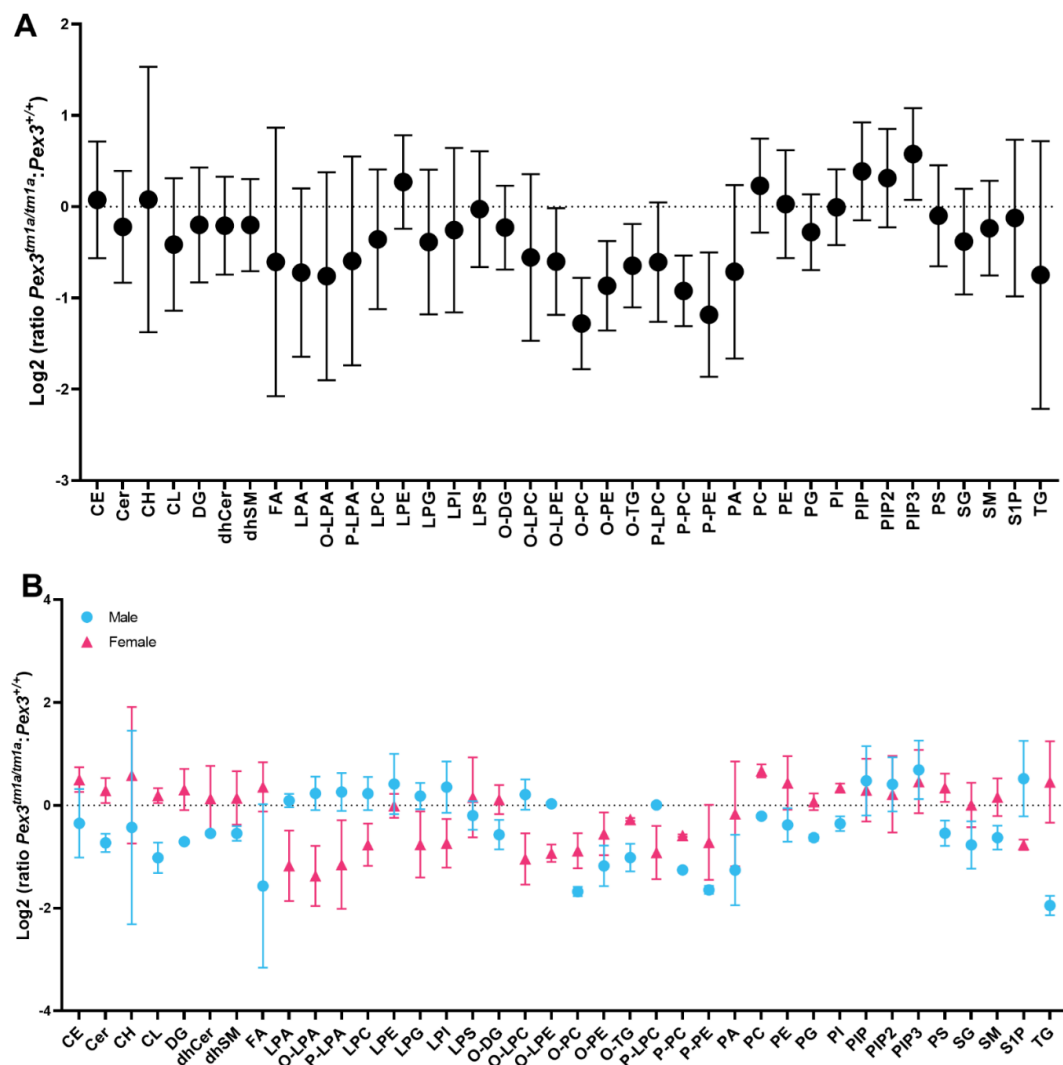 A
Log2 (ratio Pex3tm1a/tm1a:Pex3+/+)
2
1
0
-1
-2
-3
CE Cer CH CL DG dhCer dhSM FA LPA O-LPA P-LPA LPC LPE LPG LPI LPS O-DG O-LPC O-LPE O-PC O-PE O-TG P-LPC P-PC P-PE PA PC PE PG PI PIP PIP2 PIP3 PS SG SM S1P TG
B
Log2 (ratio Pex3tm1a/tm1a:Pex3+/+)
4
2
0
-2
-4
Male
Female
CE Cer CH CL DG dhCer dhSM FA LPA O-LPA P-LPA LPC LPE LPG LPI LPS O-DG O-LPC O-LPE O-PC O-PE O-TG P-LPC P-PC P-PE PA PC PE PG PI PIP PIP2 PIP3 PS SG SM S1P TG